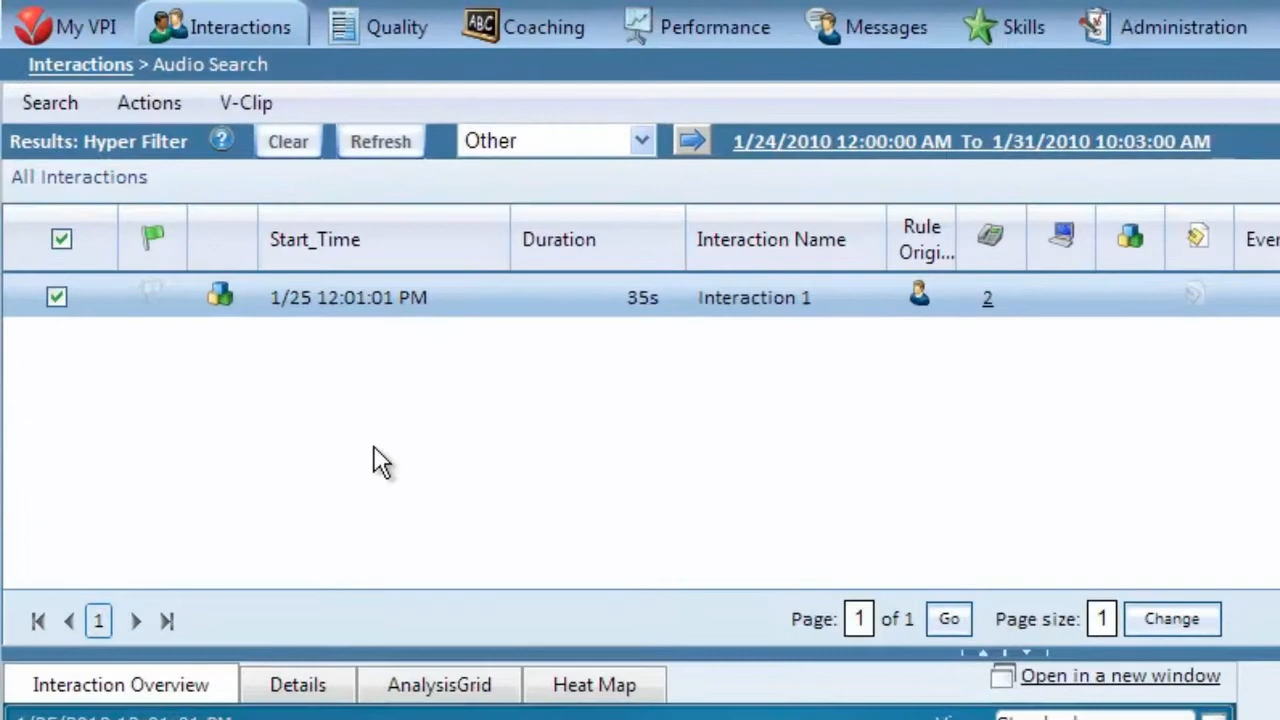 My VPI Interactions Quality ABC Coaching Performance Messages Skills Administration
Interactions > Audio Search
Search Actions V-Clip
Results: Hyper Filter ? Clear Refresh Other 1/24/2010 12:00:00 AM To 1/31/2010 10:03:00 AM
All Interactions
Start_Time Duration Interaction Name Rule Origi...
1/25 12:01:01 PM 35s Interaction 1 2
1 Page: 1 of 1 Go Page size: 1 Change
Interaction Overview Details AnalysisGrid Heat Map Open in a new window